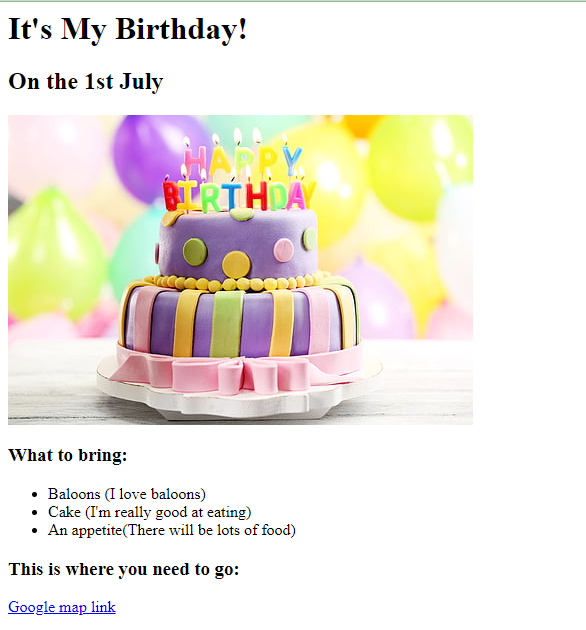 It's My Birthday!
On the 1st July
HAPPY
BIRTHDAY
What to bring:
Baloons (I love baloons)
Cake (I'm really good at eating)
An appetite(There will be lots of food)
This is where you need to go:
Google map link